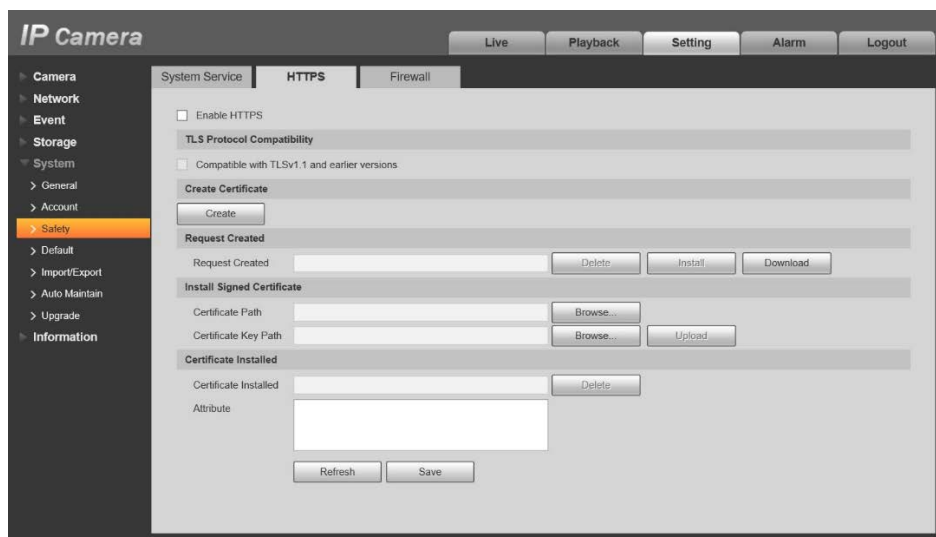 IP Camera
Live Playback Setting Alarm Logout
Camera
Network
Event
Storage
System
General
Account
Safety
Default
Import/Export
Auto Maintain
Upgrade
Information
System Service HTTPS Firewall
Enable HTTPS
TLS Protocol Compatibility
Compatible with TLSv1.1 and earlier versions
Create Certificate
Create
Request Created
Request Created Delete Install Download
Install Signed Certificate
Certificate Path Browse...
Certificate Key Path Browse... Upload
Certificate Installed
Certificate Installed Delete
Attribute
Refresh Save